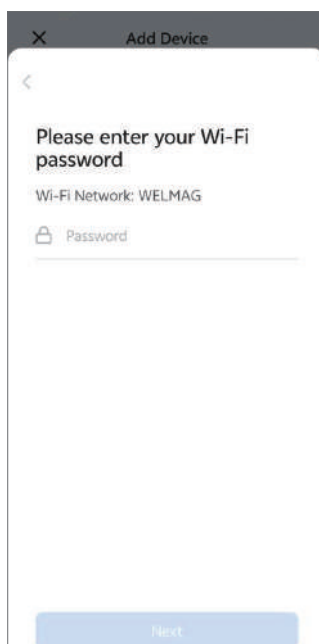 Add Device
Please enter your Wi-Fi
password
Wi-Fi Network: WELMAG
Password
Next